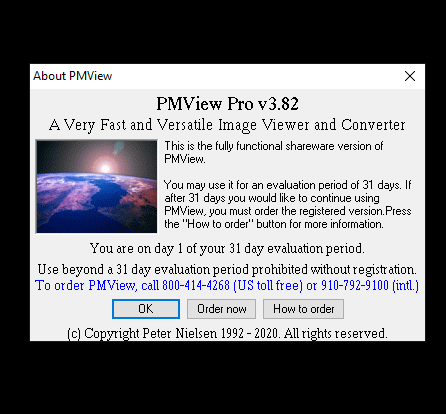 About PMView
PMView Pro v3.82
A Very Fast and Versatile Image Viewer and Converter
This is the fully functional shareware version of
PMView.
You may use it for an evaluation period of 31 days. If
after 31 days you would like to continue using
PMView, you must order the registered version.Press
the "How to order" button for more information.
You are on day 1 of your 31 day evaluation period.
Use beyond a 31 day evaluation period prohibited without registration.
To order PMView, call 800-414-4268 (US toll free) or 910-792-9100 (intl.)
OK Order now How to order
(c) Copyright Peter Nielsen 1992 - 2020. All rights reserved.